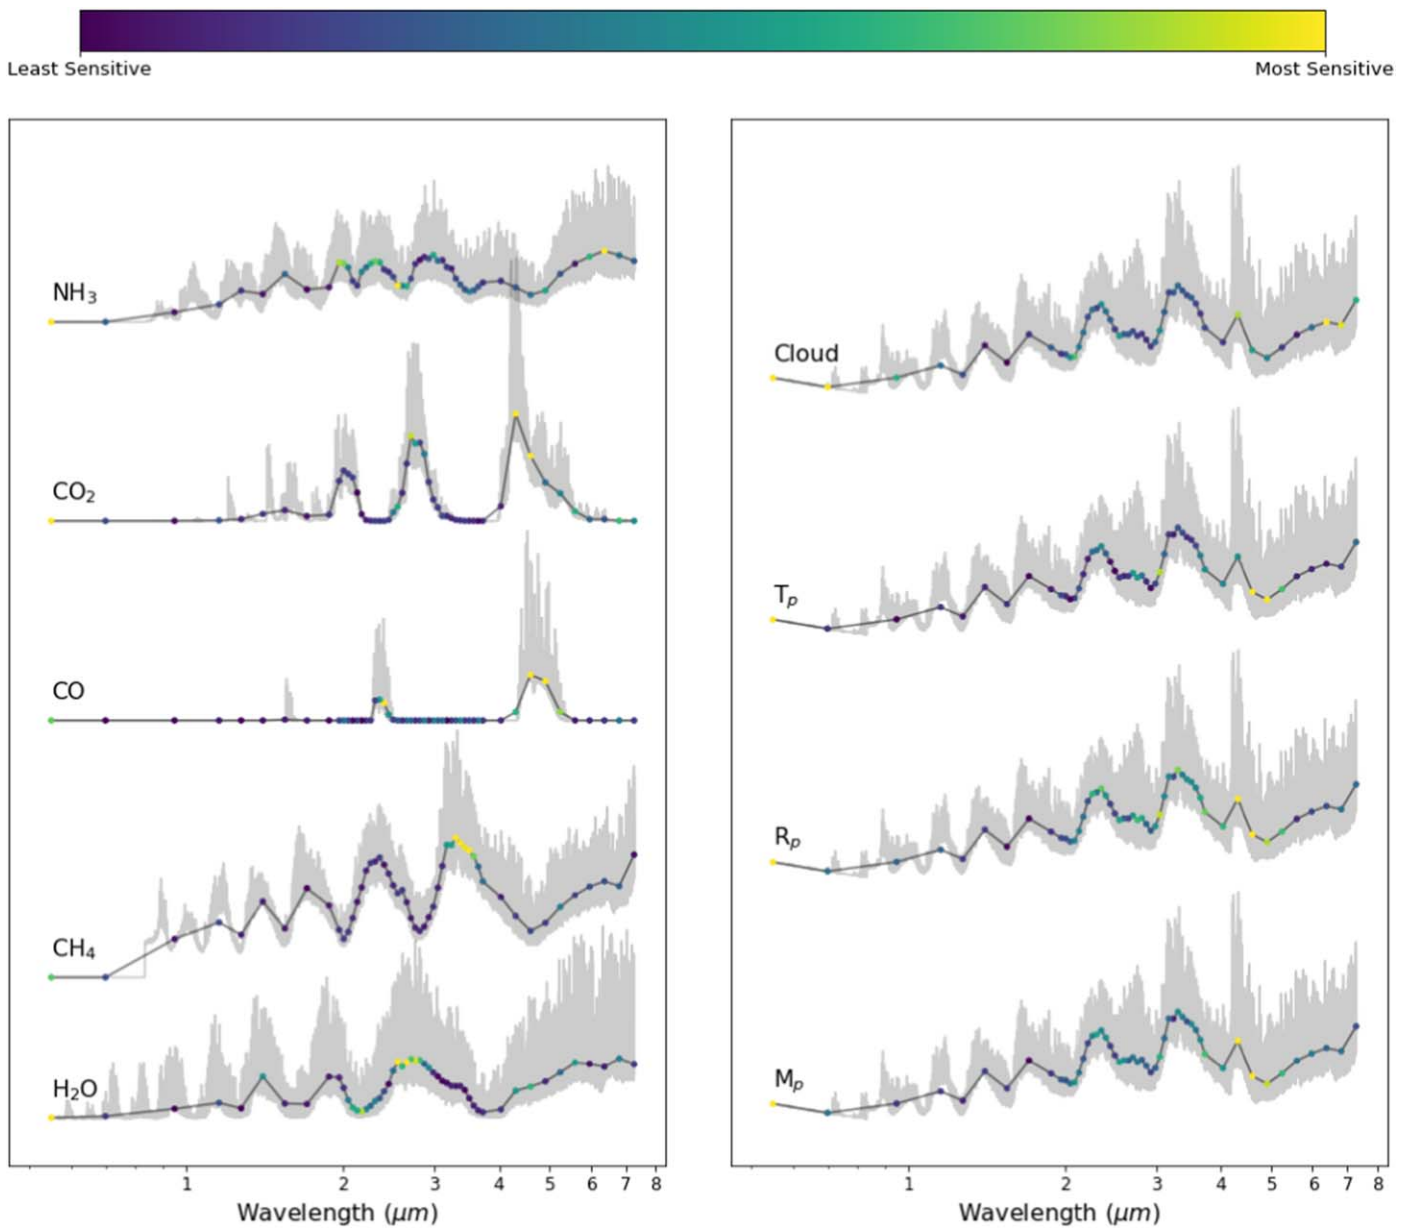 Least Sensitive Most Sensitive
NH₃
CO₂
CO
CH₄
H₂O
1 2 3 4 5 6 7 8
Wavelength (μm)
Cloud
Tₚ
Rₚ
Mₚ
1 2 3 4 5 6 7 8
Wavelength (μm)